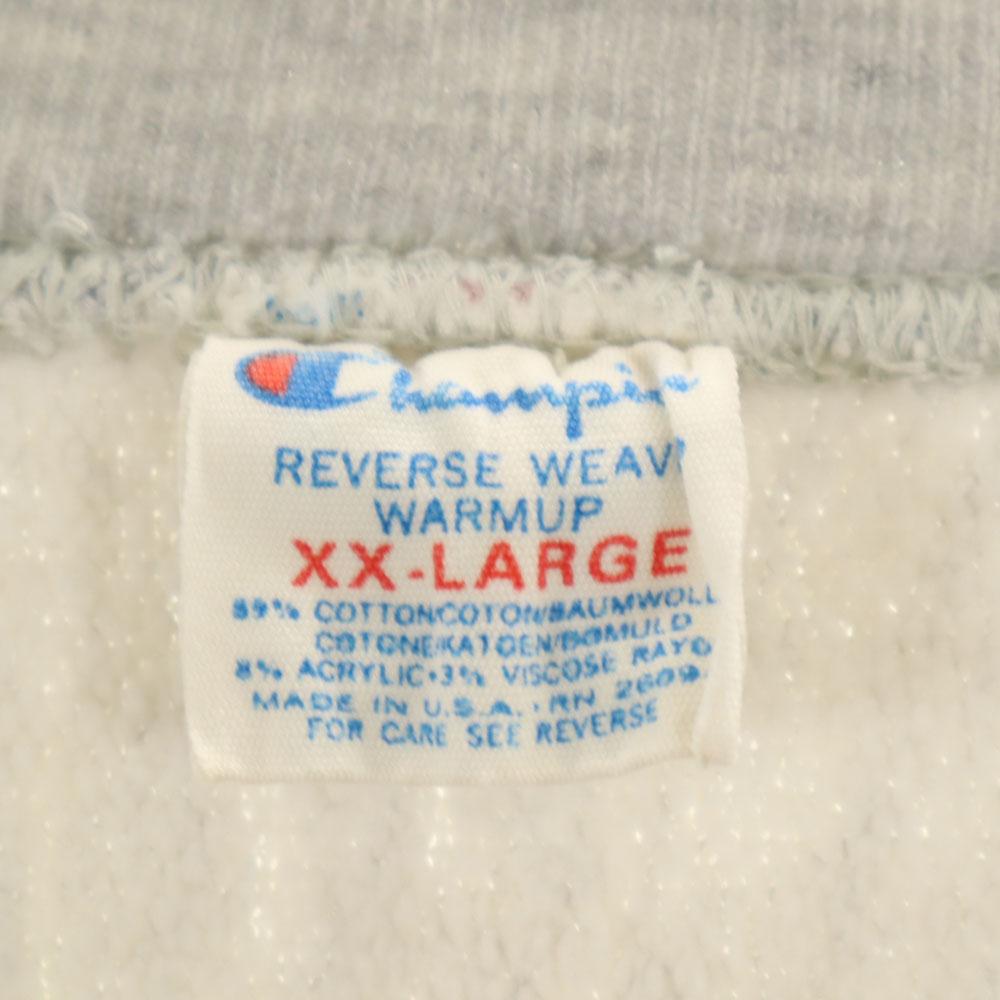 Champion
REVERSE WEAVE
WARMUP
XX-LARGE
89% COTTON/COTON/BAUMWOLL
COTONE/KATOEN/BOMULD
8% ACRYLIC·3% VISCOSE RAYO
MADE IN U.S.A. · RN 26094
FOR CARE SEE REVERSE